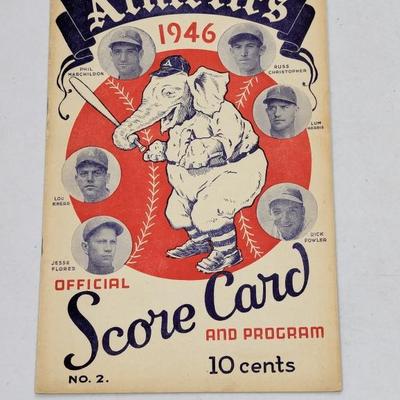 Athletics
1946
PHIL
MARCHILDON
RUSS
CHRISTOPHER
A
LUM
HARRIS
LOU
KNERR
JESSE
FLORES
DICK
FOWLER
OFFICIAL
Score Card
AND PROGRAM
10 cents
NO. 2.